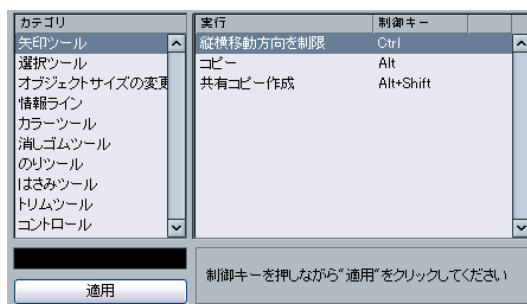 カテゴリ
矢印ツール
選択ツール
オブジェクトサイズの変更
情報ライン
カラーツール
消しゴムツール
のりツール
はさみツール
トリムツール
コントロール
適用
実行 制御キー
縦横移動方向を制限 Ctrl
コピー Alt
共有コピー作成 Alt+Shift
制御キーを押しながら“適用”をクリックしてください